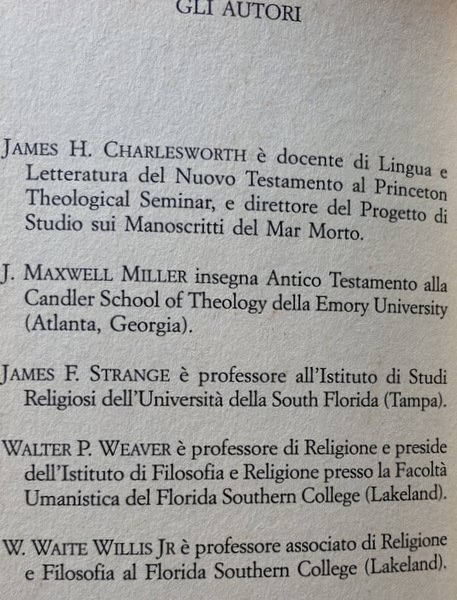 GLI AUTORI
JAMES H. CHARLESWORTH è docente di Lingua e
Letteratura del Nuovo Testamento al Princeton
Theological Seminar, e direttore del Progetto di
Studio sui Manoscritti del Mar Morto.
J. MAXWELL MILLER insegna Antico Testamento alla
Candler School of Theology della Emory University
(Atlanta, Georgia).
JAMES F. STRANGE è professore all'Istituto di Studi
Religiosi dell'Università della South Florida (Tampa).
WALTER P. WEAVER è professore di Religione e preside
dell'Istituto di Filosofia e Religione presso la Facoltà
Umanistica del Florida Southern College (Lakeland).
W. WAITE WILLIS JR è professore associato di Religione
e Filosofia al Florida Southern College (Lakeland).